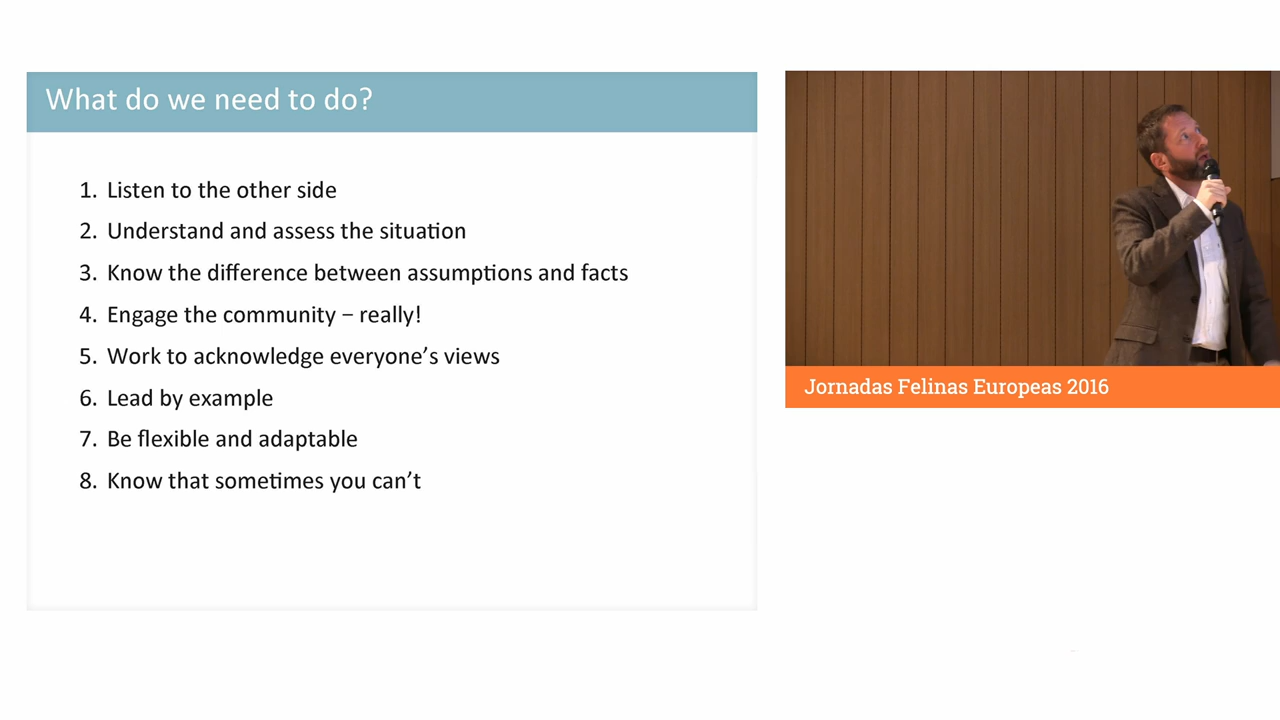 What do we need to do?
1. Listen to the other side
2. Understand and assess the situation
3. Know the difference between assumptions and facts
4. Engage the community – really!
5. Work to acknowledge everyone’s views
6. Lead by example
7. Be flexible and adaptable
8. Know that sometimes you can’t
Jornadas Felinas Europeas 2016